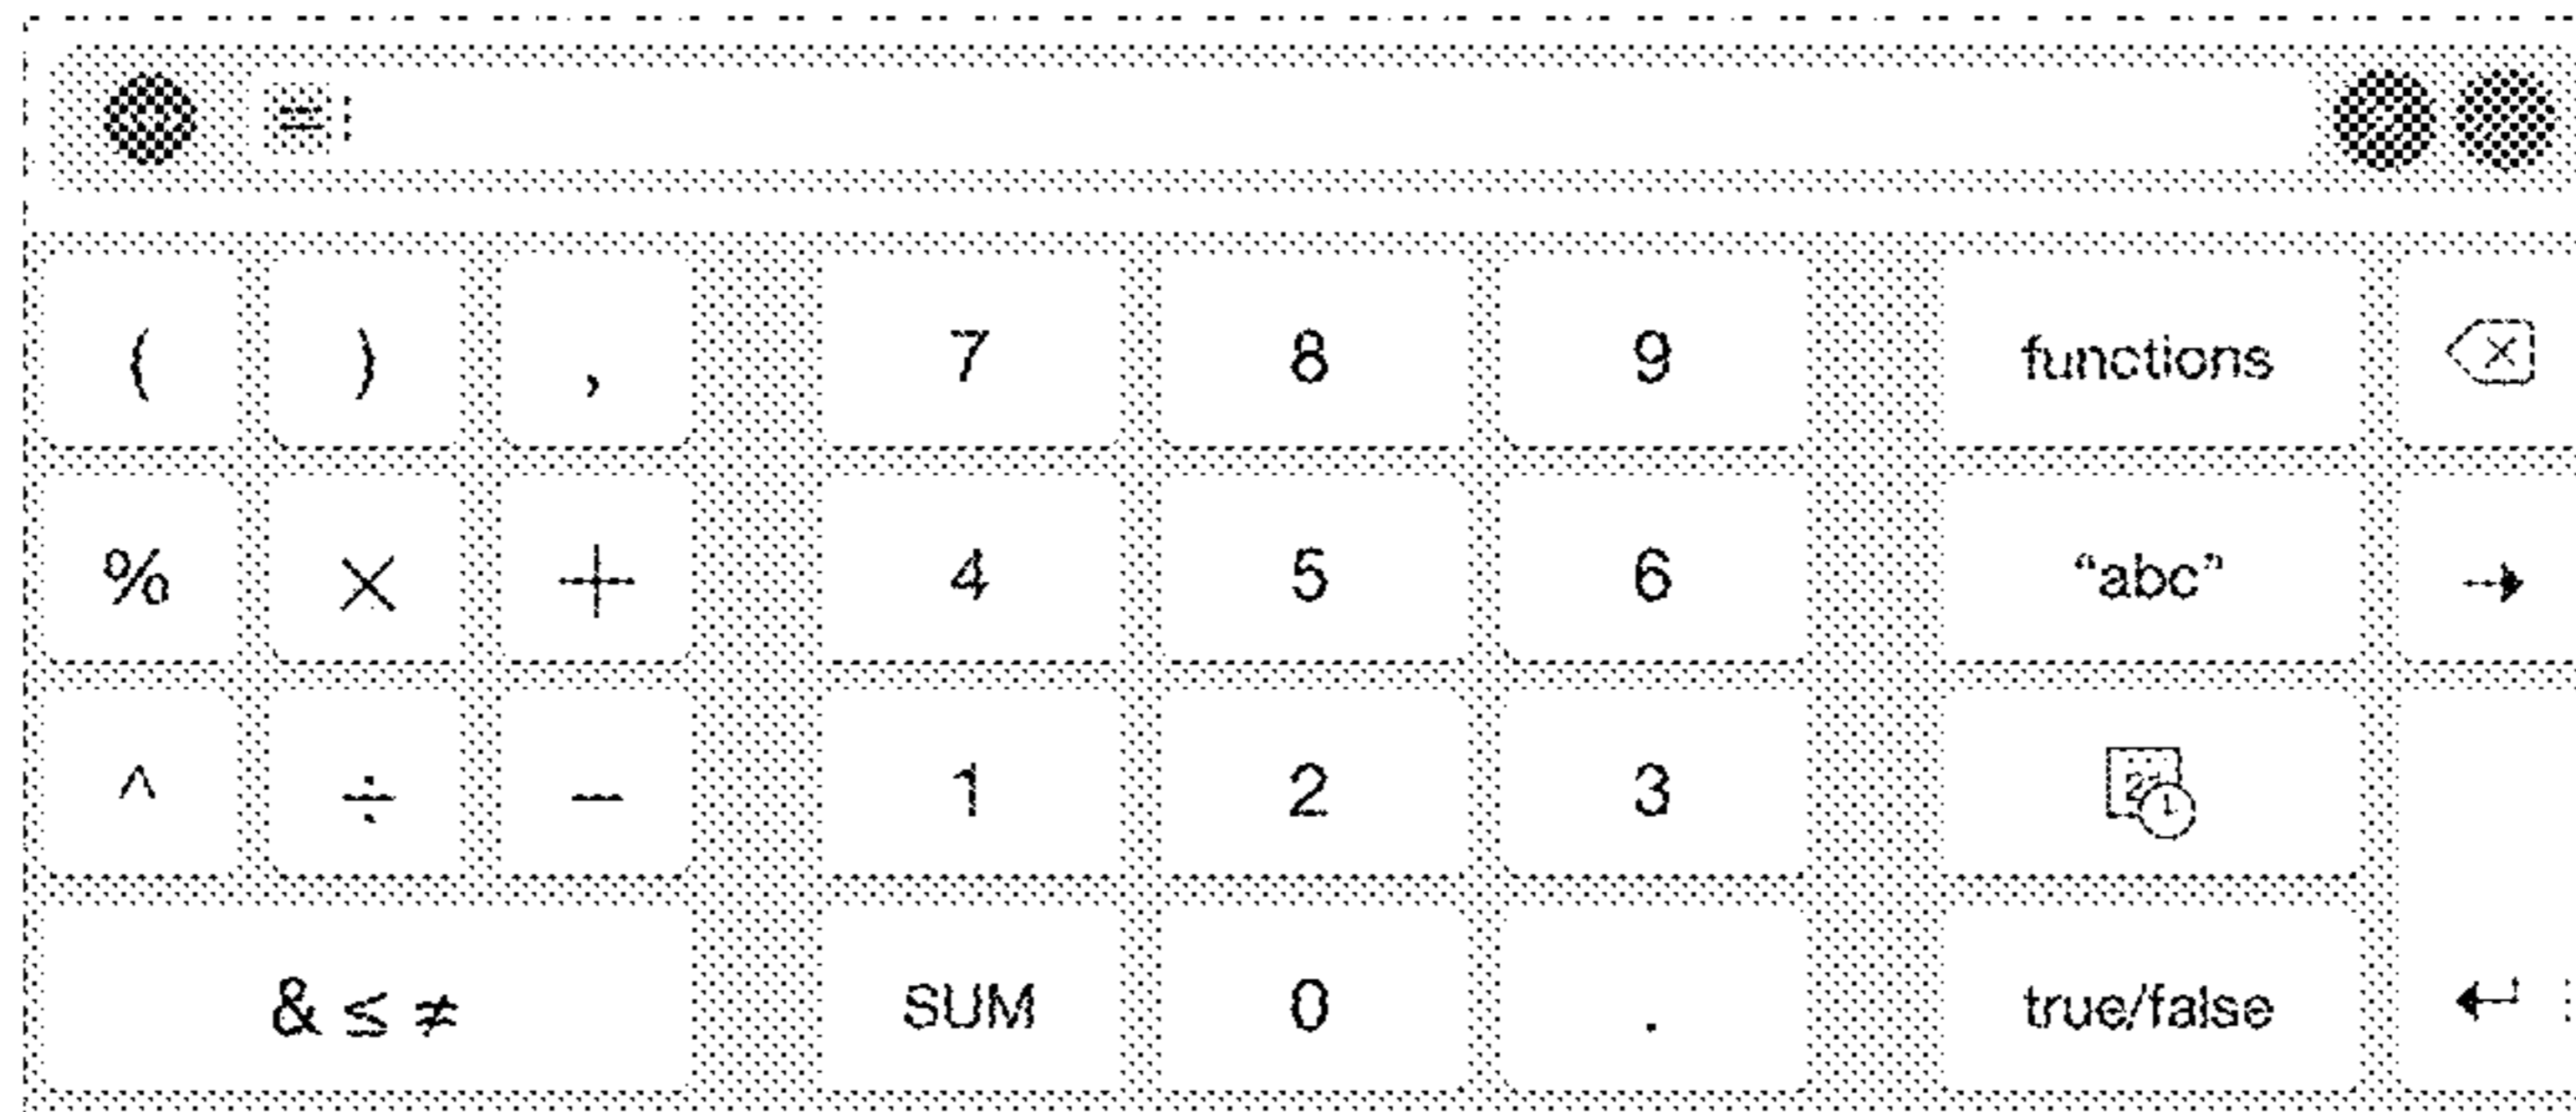 =
( ) , 7 8 9 functions
% × + 4 5 6 “abc”
^ ÷ − 1 2 3
& ≤ ≠ SUM 0 . true/false